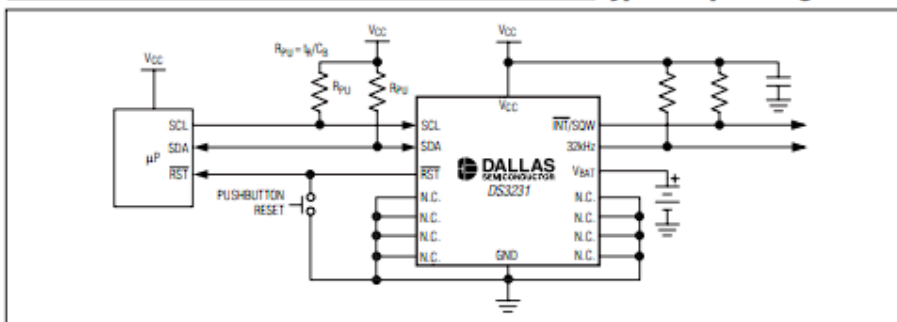 VCC
VCC
RPU = tR/CB
VCC
RPU
RPU
VCC
SCL
SCL
INT/SQW
µP
SDA
SDA
32kHz
RST
RST
DALLAS
SEMICONDUCTOR
DS3231
VBAT
+
PUSHBUTTON
RESET
N.C.
N.C.
N.C.
N.C.
N.C.
N.C.
N.C.
GND
N.C.